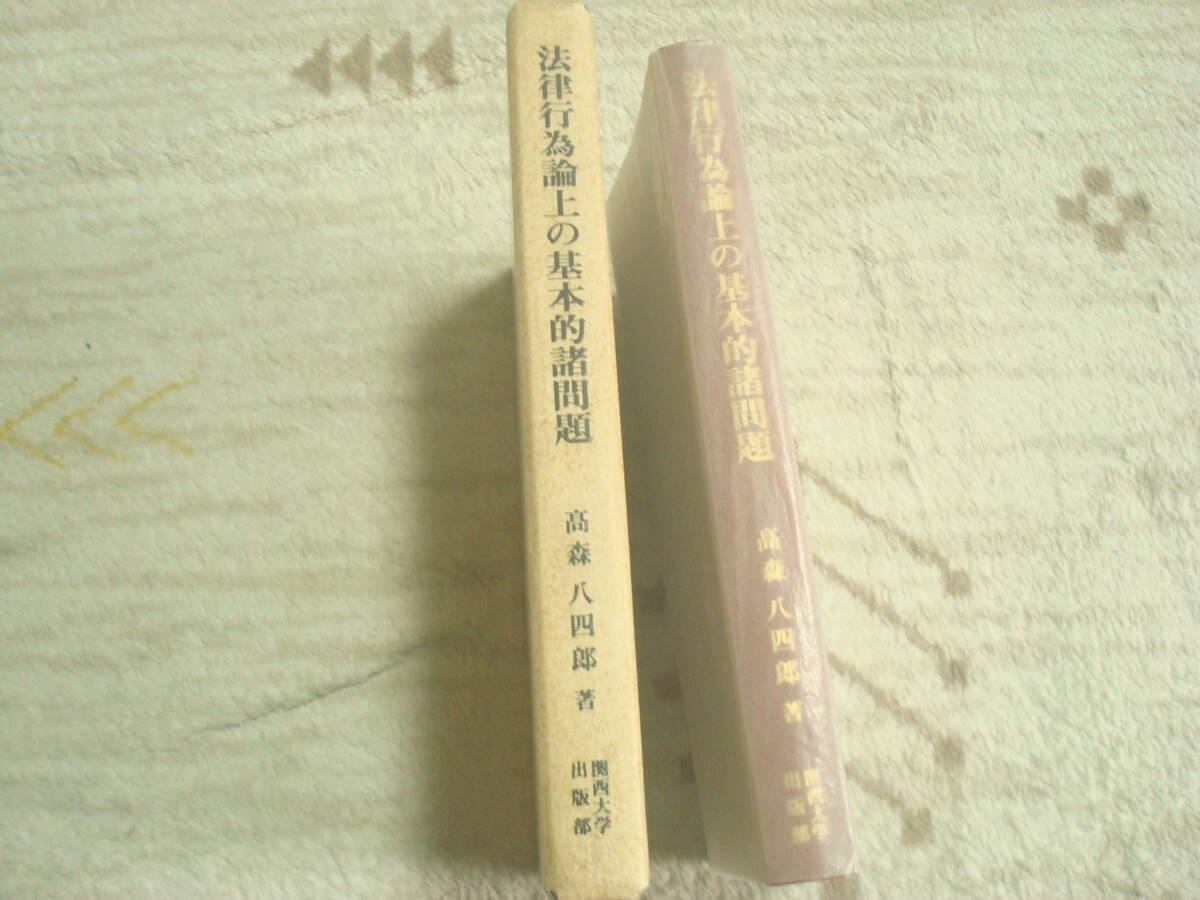 法律行為論上の基本的諸問題
髙森八四郎著
関西大学
出版部
法律行為論上の基本的諸問題
髙森八四郎著
関西大学
出版部